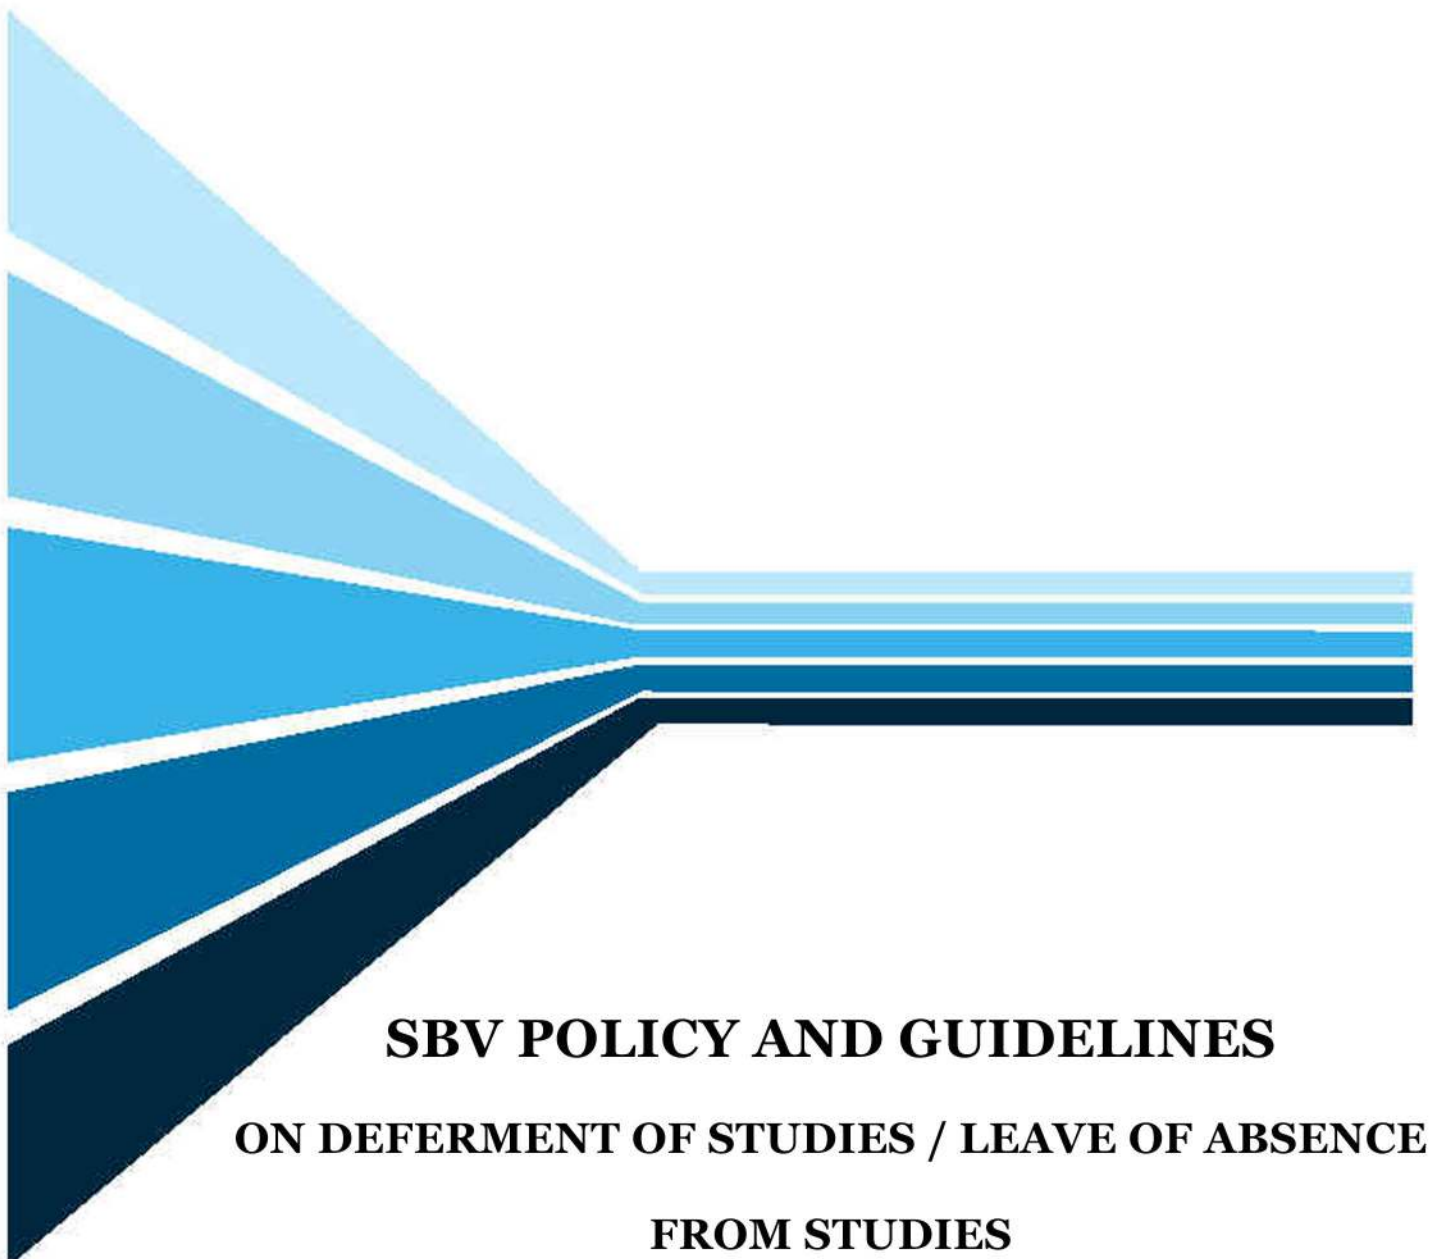 SBV POLICY AND GUIDELINES
ON DEFERMENT OF STUDIES / LEAVE OF ABSENCE
FROM STUDIES